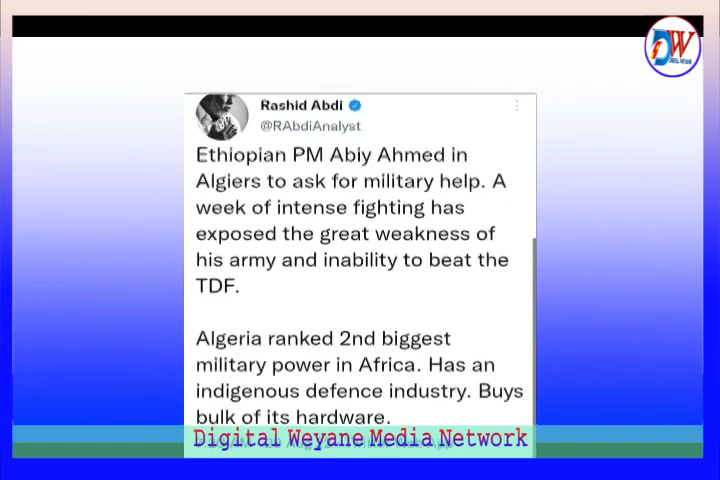 DW
DIGITAL WEYANE
Rashid Abdi
@RAbdiAnalyst
Ethiopian PM Abiy Ahmed in
Algiers to ask for military help. A
week of intense fighting has
exposed the great weakness of
his army and inability to beat the
TDF.
Algeria ranked 2nd biggest
military power in Africa. Has an
indigenous defence industry. Buys
bulk of its hardware.
Digital Weyane Media Network